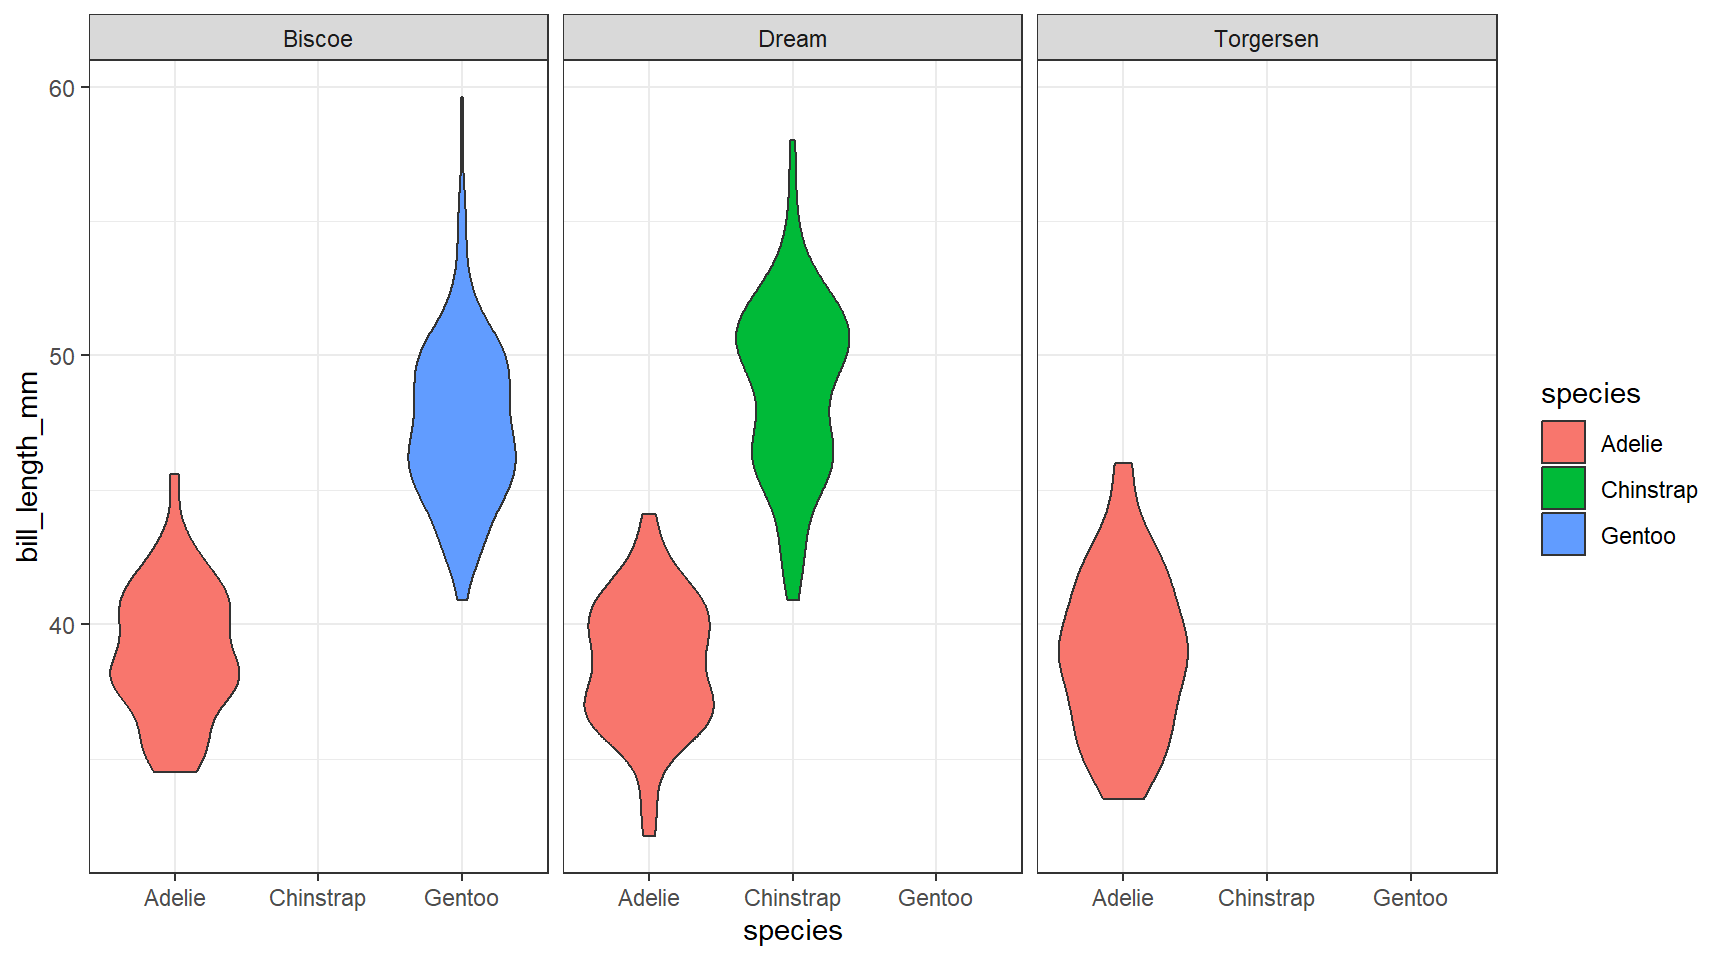 Biscoe Dream Torgersen
60
50
40
bill_length_mm
Adelie Chinstrap Gentoo Adelie Chinstrap Gentoo Adelie Chinstrap Gentoo
species
species
Adelie
Chinstrap
Gentoo